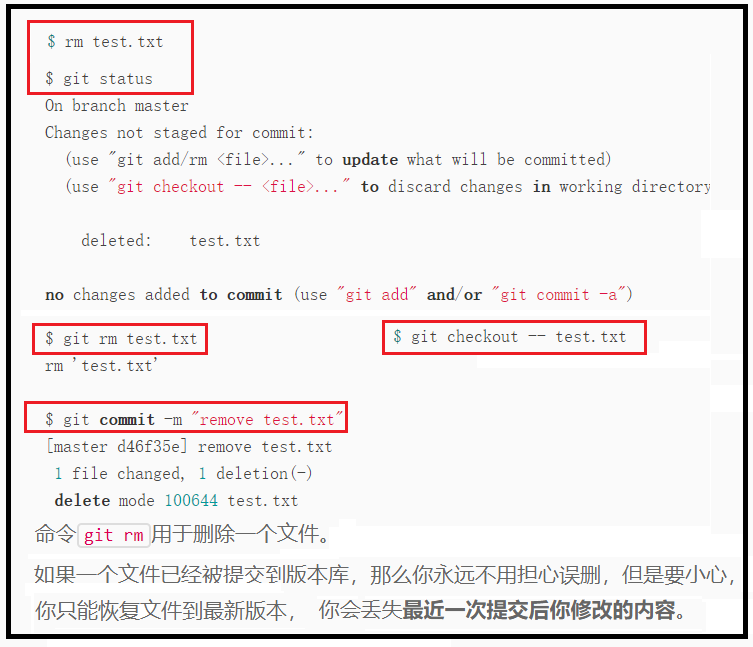 $ rm test.txt
$ git status
On branch master
Changes not staged for commit:
(use "git add/rm <file>..." to update what will be committed)
(use "git checkout -- <file>..." to discard changes in working directory
deleted: test.txt
no changes added to commit (use "git add" and/or "git commit -a")
$ git rm test.txt
$ git checkout -- test.txt
rm 'test.txt'
$ git commit -m "remove test.txt"
[master d46f35e] remove test.txt
1 file changed, 1 deletion(-)
delete mode 100644 test.txt
命令git rm用于删除一个文件。
如果一个文件已经被提交到版本库，那么你永远不用担心误删，但是要小心，
你只能恢复文件到最新版本， 你会丢失最近一次提交后你修改的内容。